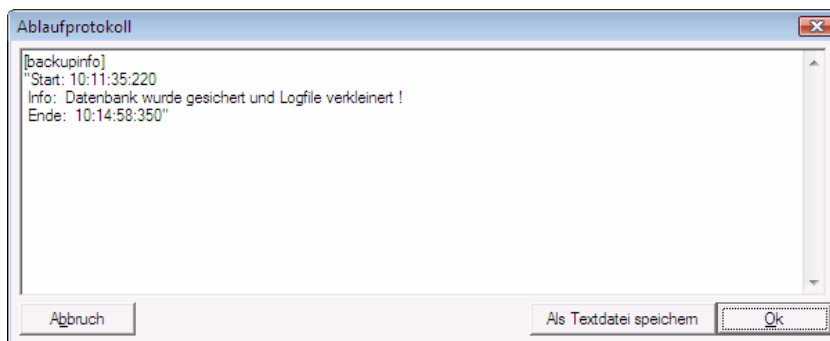 Ablaufprotokoll
[backupinfo]
"Start: 10:11:35:220
Info: Datenbank wurde gesichert und Logfile verkleinert !
Ende: 10:14:58:350"
Abbruch
Als Textdatei speichern
Ok